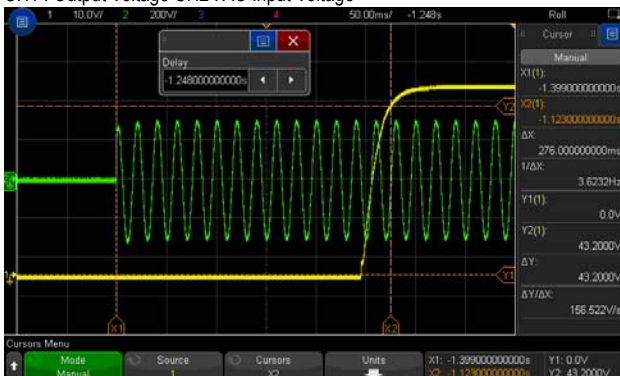 CH1 : Output Voltage CH2 : AC Input Voltage
1 10.0V/ 2 200V/ 3 4 50.00ms/ -1.248s Roll
Delay
-1.248000000000s
Cursor
Manual
X1(1):
-1.399000000000s
X2(1):
-1.123000000000s
ΔX:
276.000000000ms
1/ΔX:
3.6232Hz
Y1(1):
0.0V
Y2(1):
43.2000V
ΔY:
43.2000V
ΔY/ΔX:
156.522V/s
Y2
Y1
X1 X2
Cursors Menu
Mode Source Cursors Units X1: -1.399000000000s Y1: 0.0V
Manual 1 X2 X2: -1.123000000000s Y2: 43.2000V